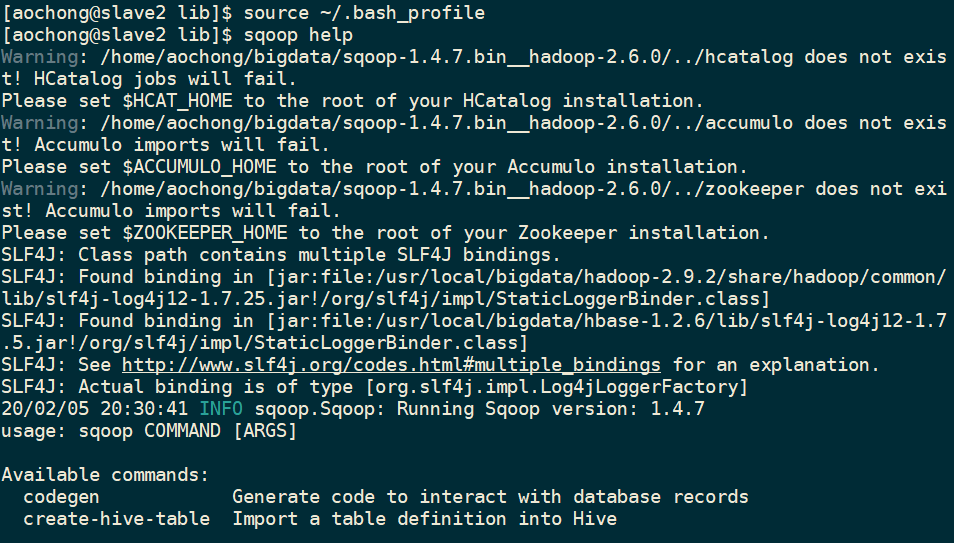 [aochong@slave2 lib]$ source ~/.bash_profile
[aochong@slave2 lib]$ sqoop help
Warning: /home/aochong/bigdata/sqoop-1.4.7.bin__hadoop-2.6.0/../hcatalog does not exis
t! HCatalog jobs will fail.
Please set $HCAT_HOME to the root of your HCatalog installation.
Warning: /home/aochong/bigdata/sqoop-1.4.7.bin__hadoop-2.6.0/../accumulo does not exis
t! Accumulo imports will fail.
Please set $ACCUMULO_HOME to the root of your Accumulo installation.
Warning: /home/aochong/bigdata/sqoop-1.4.7.bin__hadoop-2.6.0/../zookeeper does not exi
st! Accumulo imports will fail.
Please set $ZOOKEEPER_HOME to the root of your Zookeeper installation.
SLF4J: Class path contains multiple SLF4J bindings.
SLF4J: Found binding in [jar:file:/usr/local/bigdata/hadoop-2.9.2/share/hadoop/common/
lib/slf4j-log4j12-1.7.25.jar!/org/slf4j/impl/StaticLoggerBinder.class]
SLF4J: Found binding in [jar:file:/usr/local/bigdata/hbase-1.2.6/lib/slf4j-log4j12-1.7
.5.jar!/org/slf4j/impl/StaticLoggerBinder.class]
SLF4J: See http://www.slf4j.org/codes.html#multiple_bindings for an explanation.
SLF4J: Actual binding is of type [org.slf4j.impl.Log4jLoggerFactory]
20/02/05 20:30:41 INFO sqoop.Sqoop: Running Sqoop version: 1.4.7
usage: sqoop COMMAND [ARGS]

Available commands:
  codegen            Generate code to interact with database records
  create-hive-table  Import a table definition into Hive